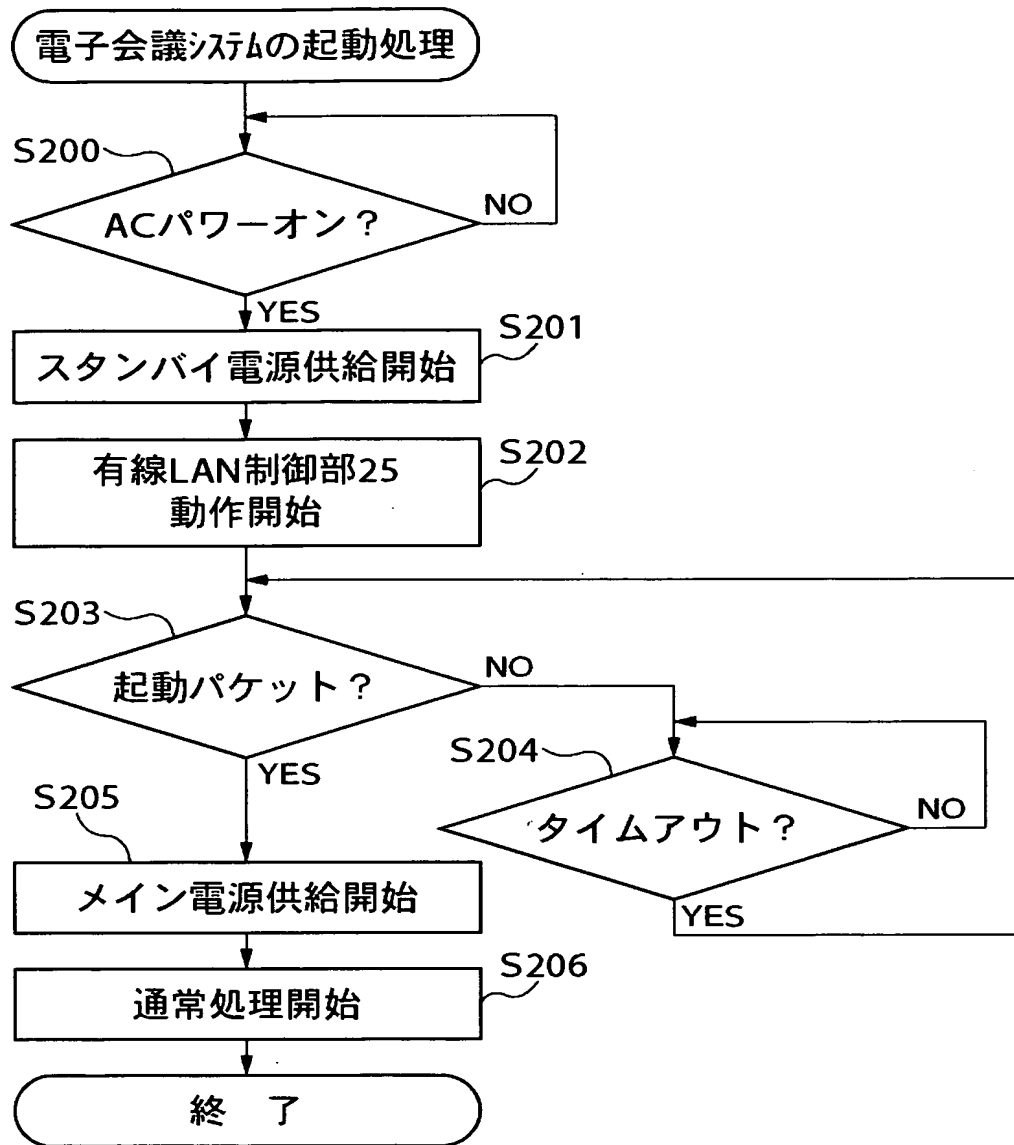 電子会議システムの起動処理
S200
ACパワーオン？
NO
YES
S201
スタンバイ電源供給開始
S202
有線LAN制御部25
動作開始
S203
起動パケット？
NO
YES
S204
タイムアウト？
NO
YES
S205
メイン電源供給開始
S206
通常処理開始
終 了